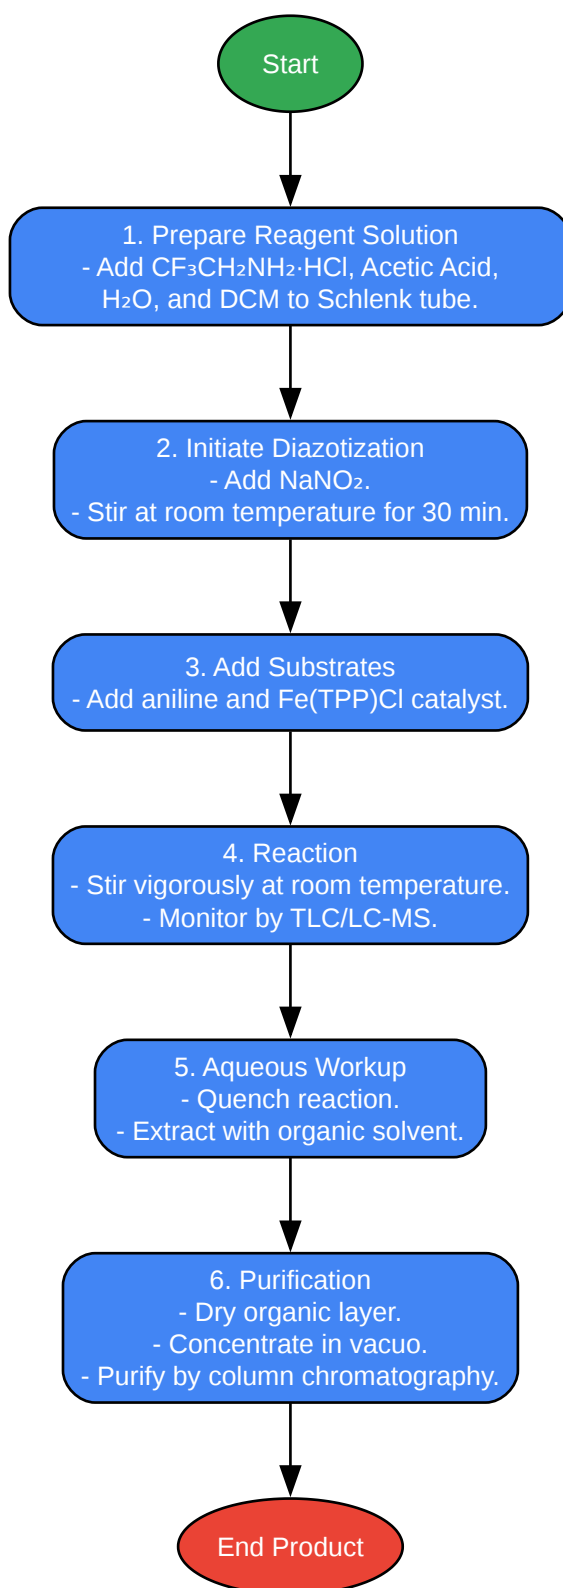 Start
1. Prepare Reagent Solution
- Add CF₃CH₂NH₂·HCl, Acetic Acid,
H₂O, and DCM to Schlenk tube.
2. Initiate Diazotization
- Add NaNO₂.
- Stir at room temperature for 30 min.
3. Add Substrates
- Add aniline and Fe(TPP)Cl catalyst.
4. Reaction
- Stir vigorously at room temperature.
- Monitor by TLC/LC-MS.
5. Aqueous Workup
- Quench reaction.
- Extract with organic solvent.
6. Purification
- Dry organic layer.
- Concentrate in vacuo.
- Purify by column chromatography.
End Product